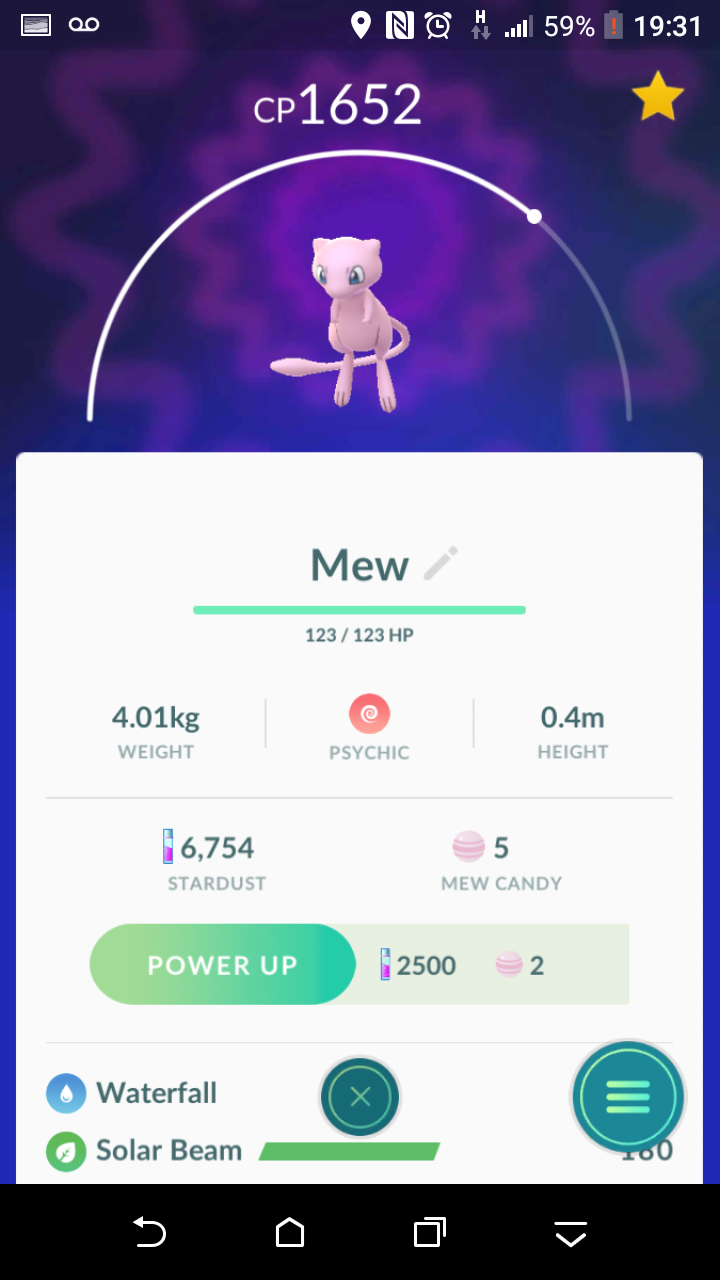 H 59% 19:31
CP1652
Mew
123 / 123 HP
4.01kg 0.4m
WEIGHT PSYCHIC HEIGHT
6,754 5
STARDUST MEW CANDY
POWER UP 2500 2
Waterfall
Solar Beam 180